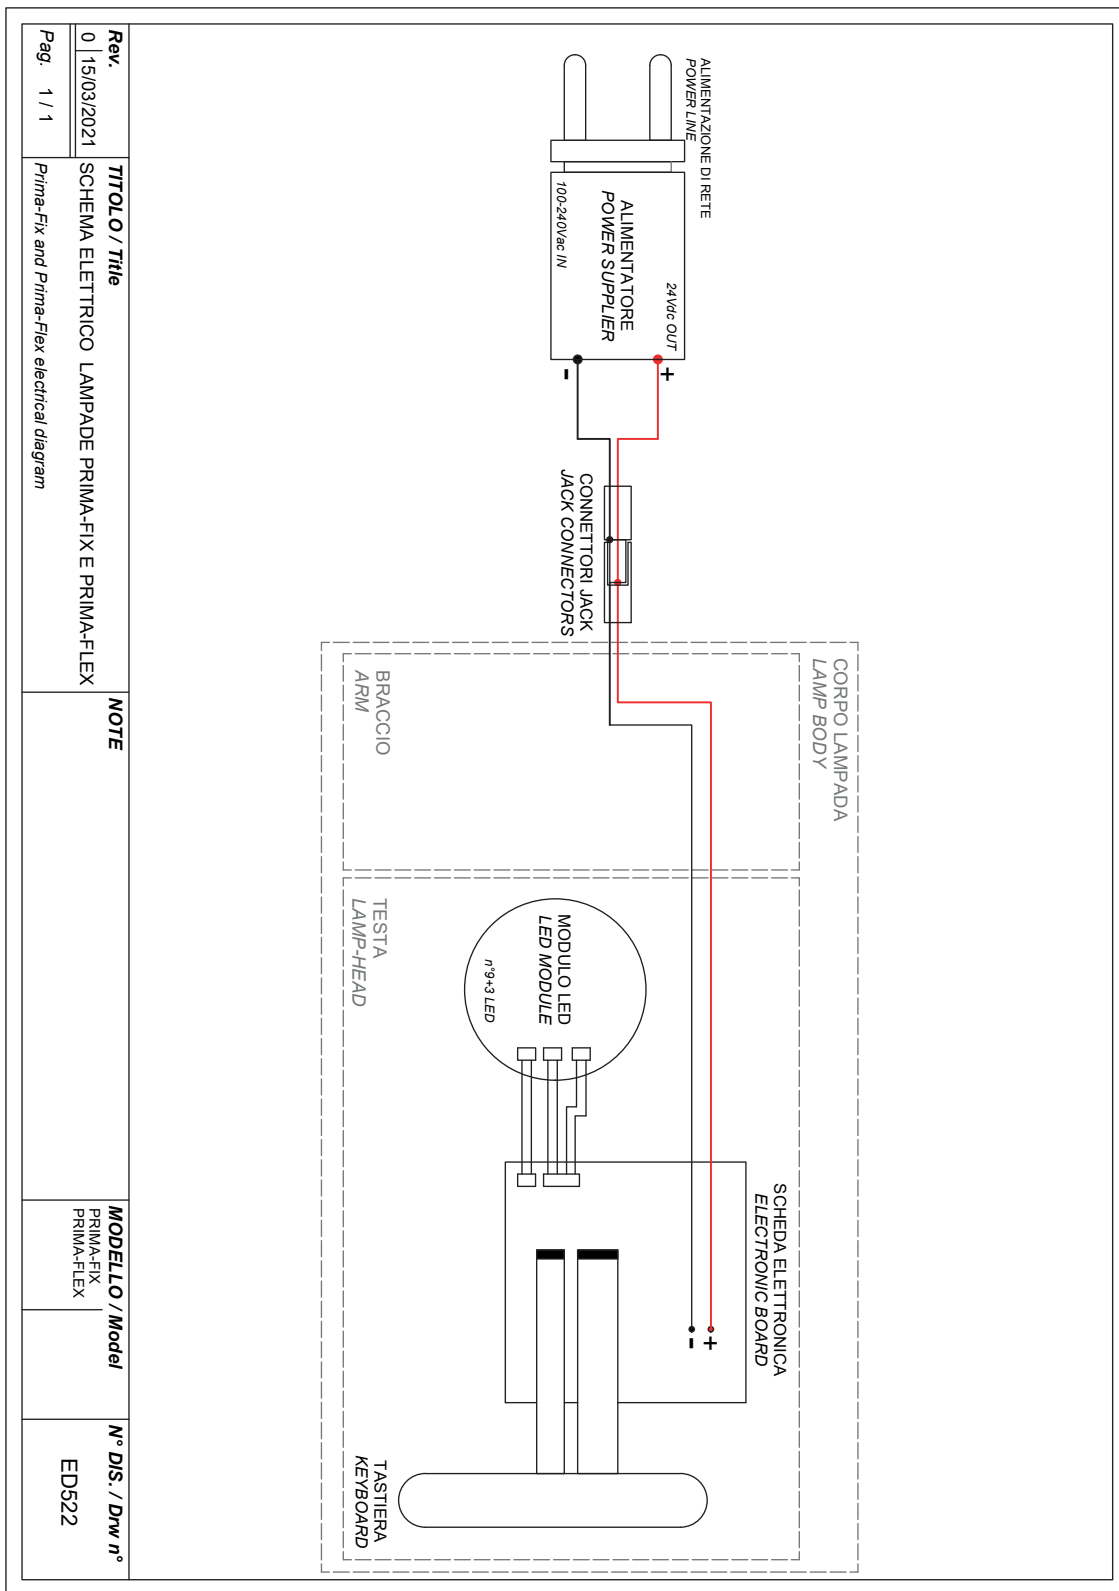 ALIMENTAZIONE DI RETE
POWER LINE
ALIMENTATORE
POWER SUPPLIER
100-240Vac IN
24Vdc OUT
+
-
CONNETTORI JACK
JACK CONNECTORS
CORPO LAMPADA
LAMP BODY
BRACCIO
ARM
TESTA
LAMP-HEAD
MODULO LED
LED MODULE
n°9+3 LED
SCHEDA ELETTRONICA
ELECTRONIC BOARD
+
-
TASTIERA
KEYBOARD
Rev.
0 15/03/2021
Pag. 1 / 1
TITOLO / Title
SCHEMA ELETTRICO LAMPADE PRIMA-FIX E PRIMA-FLEX
Prima-Fix and Prima-Flex electrical diagram
NOTE
MODELLO / Model
PRIMA-FIX
PRIMA-FLEX
N° DIS. / Drw n°
ED522